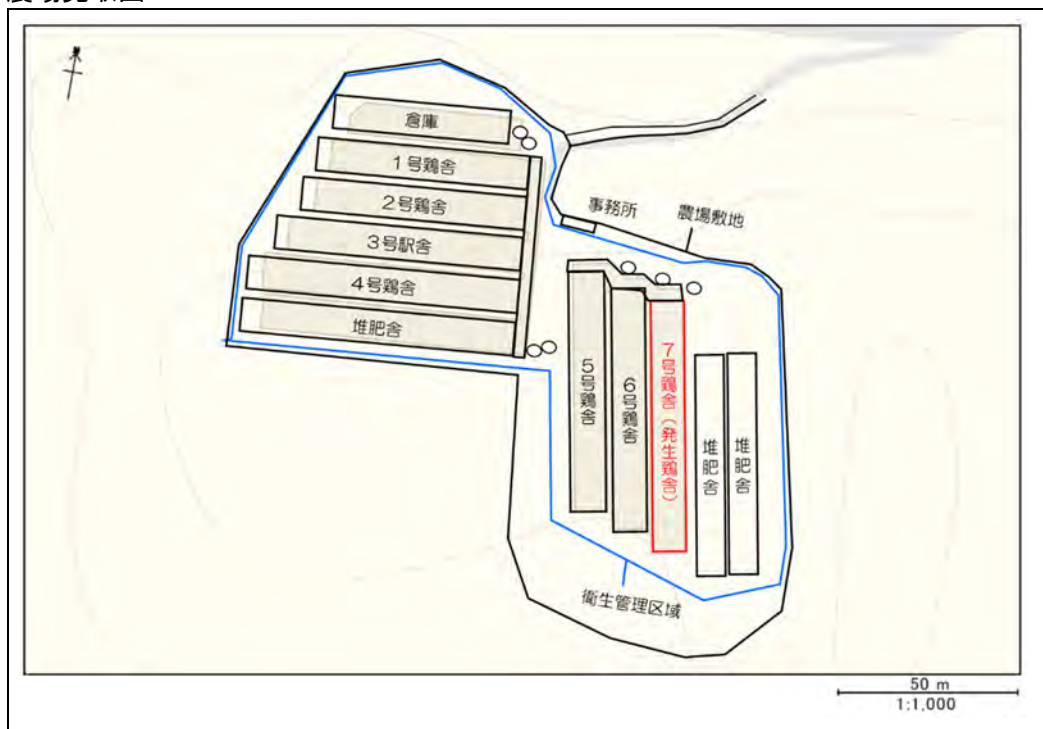 倉庫
1号鶏舎
2号鶏舎
3号駅舎
4号鶏舎
堆肥舎
事務所
農場敷地
5号鶏舎
6号鶏舎
7号鶏舎（発生鶏舎）
堆肥舎
堆肥舎
衛生管理区域
50 m
1:1,000